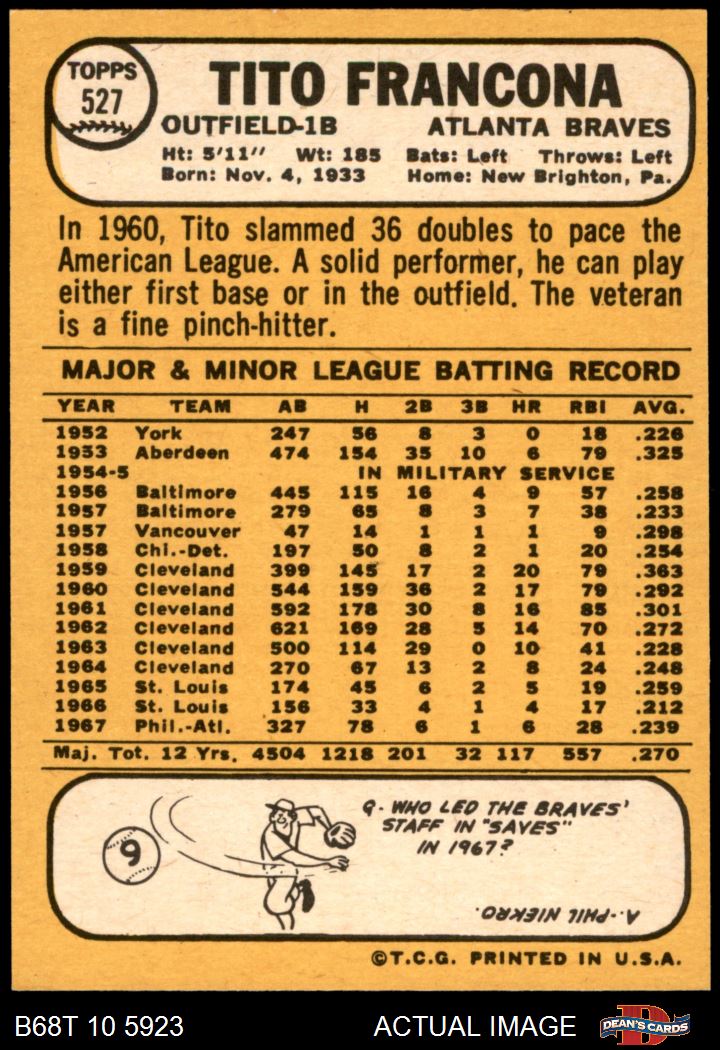 TOPPS
527
TITO FRANCONA
OUTFIELD-1B ATLANTA BRAVES
Ht: 5'11" Wt: 185 Bats: Left Throws: Left
Born: Nov. 4, 1933 Home: New Brighton, Pa.
In 1960, Tito slammed 36 doubles to pace the
American League. A solid performer, he can play
either first base or in the outfield. The veteran
is a fine pinch-hitter.
MAJOR & MINOR LEAGUE BATTING RECORD
YEAR TEAM AB H 2B 3B HR RBI AVG.
1952 York 247 56 8 3 0 18 .226
1953 Aberdeen 474 154 35 10 6 79 .325
1954-5 IN MILITARY SERVICE
1956 Baltimore 445 115 16 4 9 57 .258
1957 Baltimore 279 65 8 3 7 38 .233
1957 Vancouver 47 14 1 1 1 9 .298
1958 Chi.-Det. 197 50 8 2 1 20 .254
1959 Cleveland 399 145 17 2 20 79 .363
1960 Cleveland 544 159 36 2 17 79 .292
1961 Cleveland 592 178 30 8 16 85 .301
1962 Cleveland 621 169 28 5 14 70 .272
1963 Cleveland 500 114 29 0 10 41 .228
1964 Cleveland 270 67 13 2 8 24 .248
1965 St. Louis 174 45 6 2 5 19 .259
1966 St. Louis 156 33 4 1 4 17 .212
1967 Phil.-Atl. 327 78 6 1 6 28 .239
Maj. Tot. 12 Yrs. 4504 1218 201 32 117 557 .270
9
Q. WHO LED THE BRAVES'
STAFF IN "SAVES"
IN 1967?
A.- PHIL NIEKRO.
©T.C.G. PRINTED IN U.S.A.
B68T 10 5923 ACTUAL IMAGE D DEAN'S CARDS